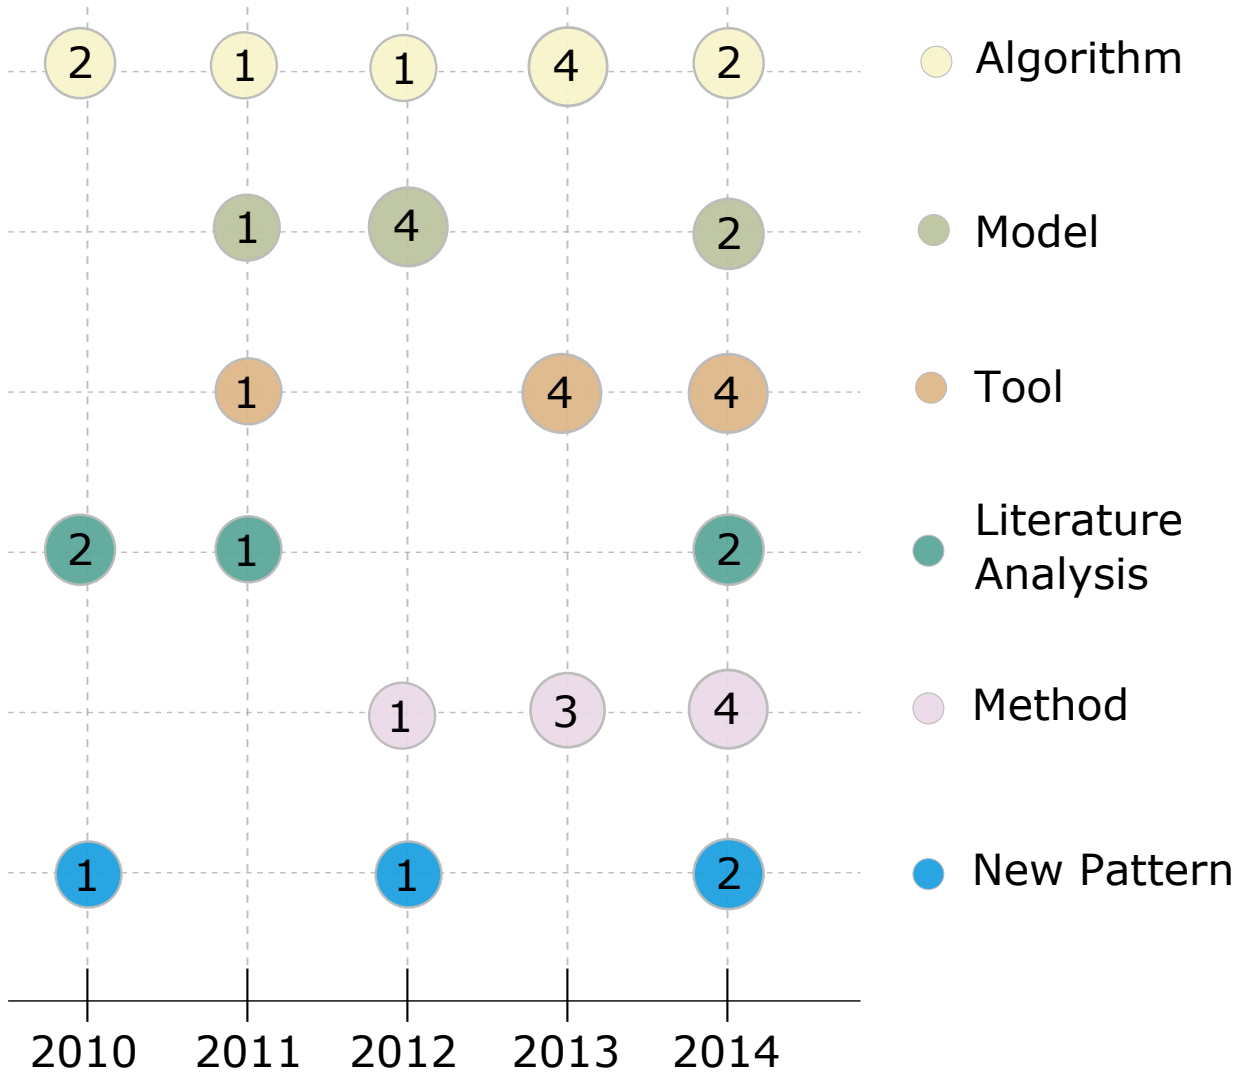 2 1 1 4 2 Algorithm
1 4 2 Model
1 4 4 Tool
2 1 2 Literature
Analysis
1 3 4 Method
1 1 2 New Pattern
2010 2011 2012 2013 2014